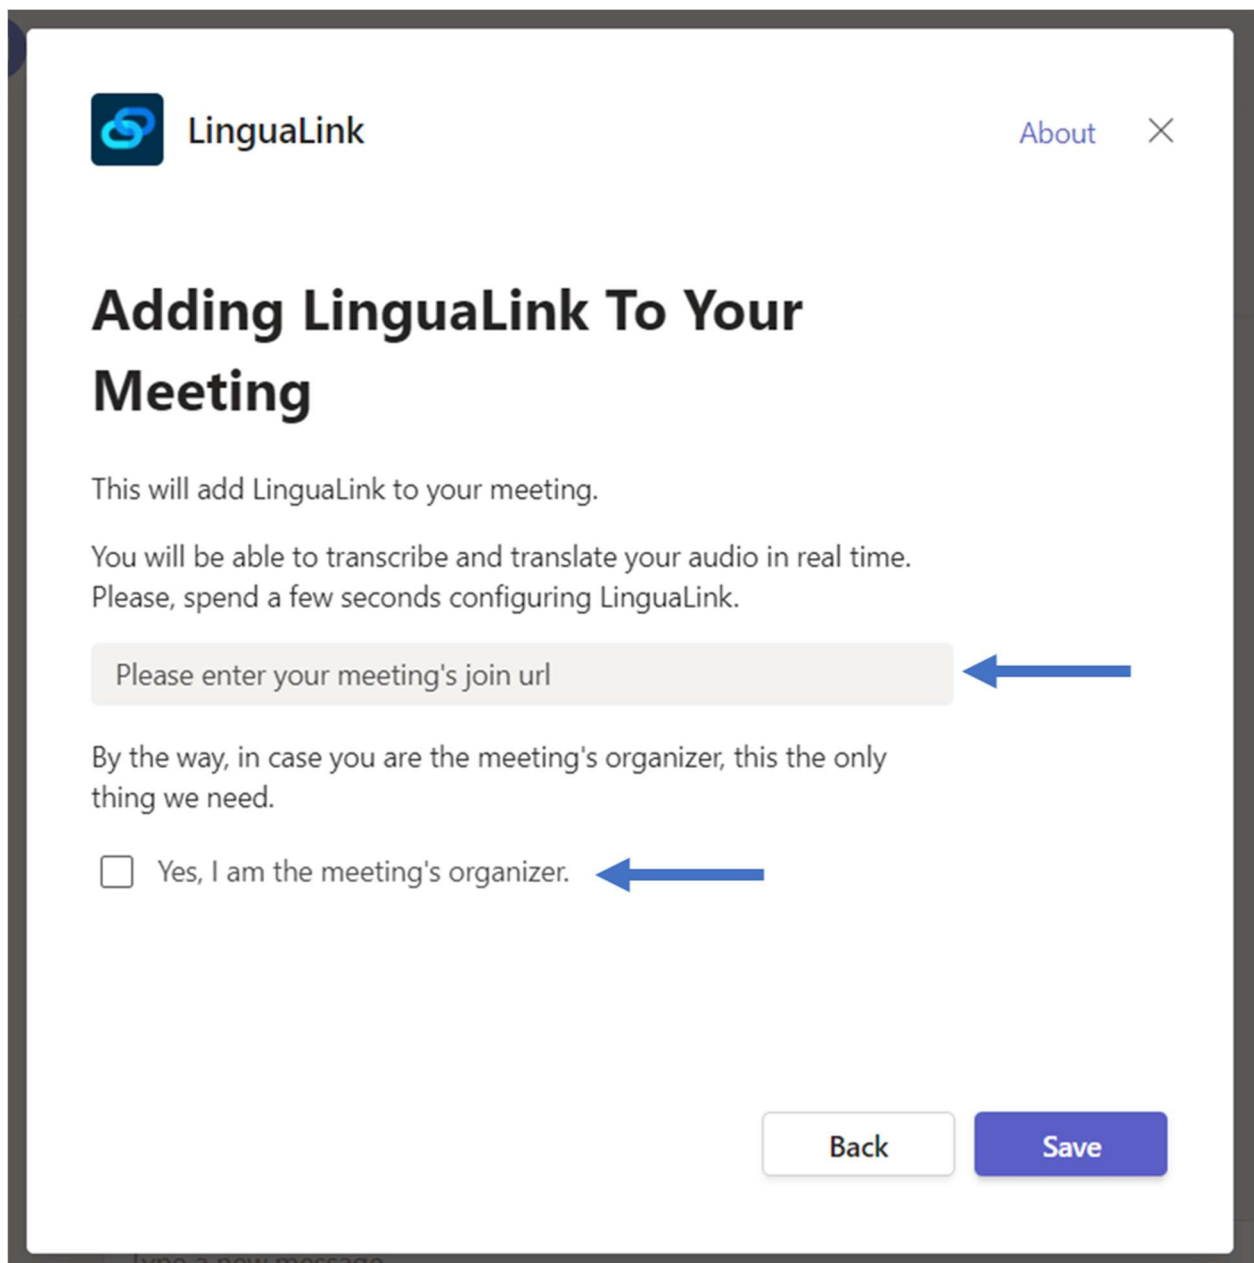 LinguaLink
About
Adding LinguaLink To Your
Meeting
This will add LinguaLink to your meeting.
You will be able to transcribe and translate your audio in real time.
Please, spend a few seconds configuring LinguaLink.
Please enter your meeting's join url
By the way, in case you are the meeting's organizer, this the only
thing we need.
Yes, I am the meeting's organizer.
Back
Save
Type a new message